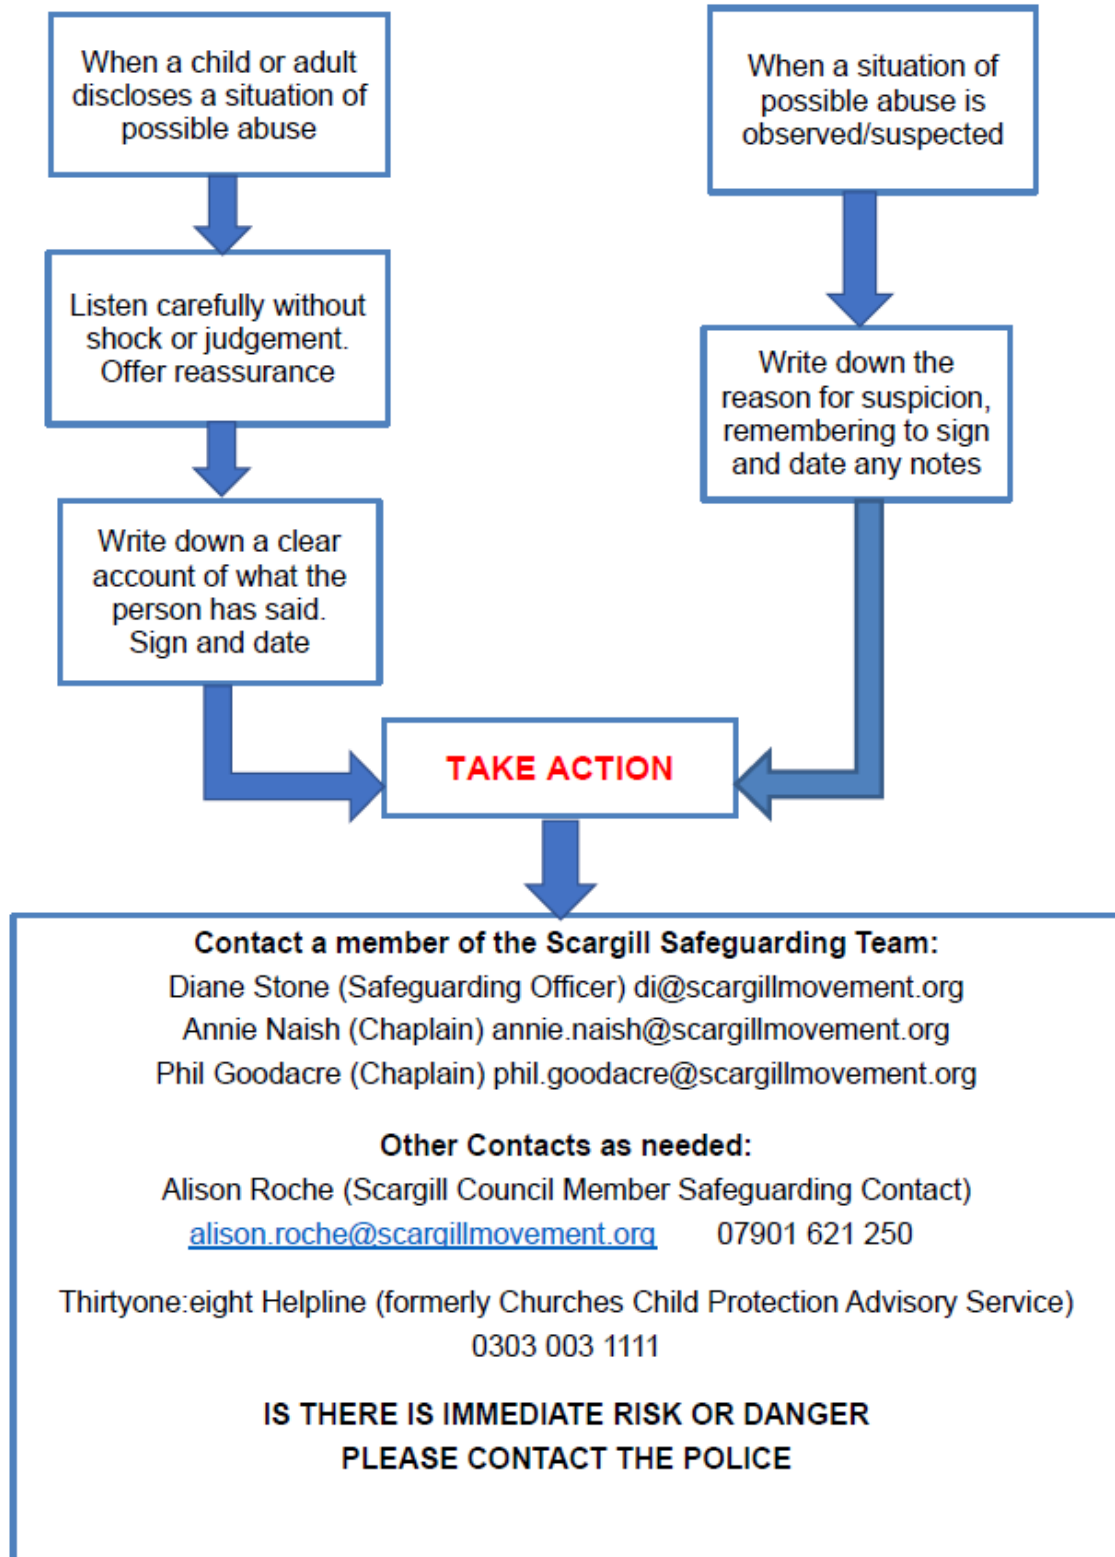 When a child or adult
discloses a situation of
possible abuse
When a situation of
possible abuse is
observed/suspected
Listen carefully without
shock or judgement.
Offer reassurance
Write down the
reason for suspicion,
remembering to sign
and date any notes
Write down a clear
account of what the
person has said.
Sign and date
TAKE ACTION
Contact a member of the Scargill Safeguarding Team:
Diane Stone (Safeguarding Officer) di@scargillmovement.org
Annie Naish (Chaplain) annie.naish@scargillmovement.org
Phil Goodacre (Chaplain) phil.goodacre@scargillmovement.org
Other Contacts as needed:
Alison Roche (Scargill Council Member Safeguarding Contact)
alison.roche@scargillmovement.org 07901 621 250
Thirtyone:eight Helpline (formerly Churches Child Protection Advisory Service)
0303 003 1111
IS THERE IS IMMEDIATE RISK OR DANGER
PLEASE CONTACT THE POLICE